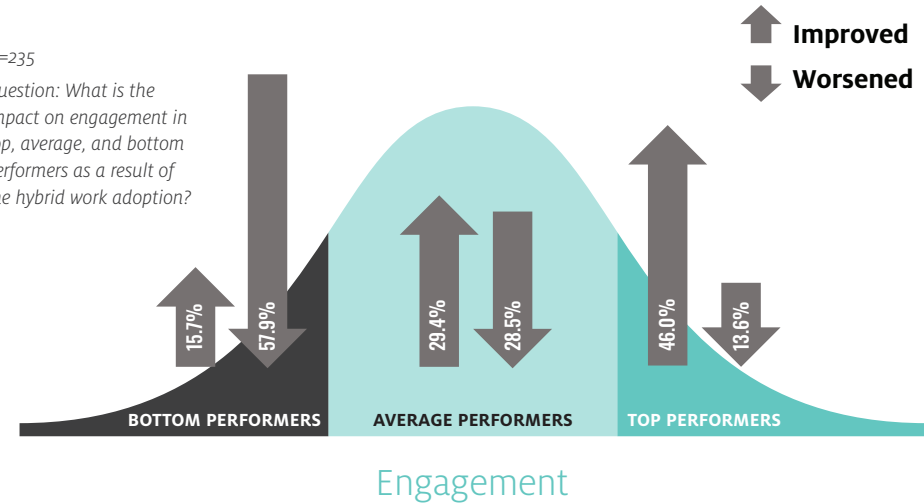 =235
uestion: What is the
mpact on engagement in
op, average, and bottom
erformers as a result of
he hybrid work adoption?
Improved
Worsened
15.7%
57.9%
29.4%
28.5%
46.0%
13.6%
BOTTOM PERFORMERS
AVERAGE PERFORMERS
TOP PERFORMERS
Engagement